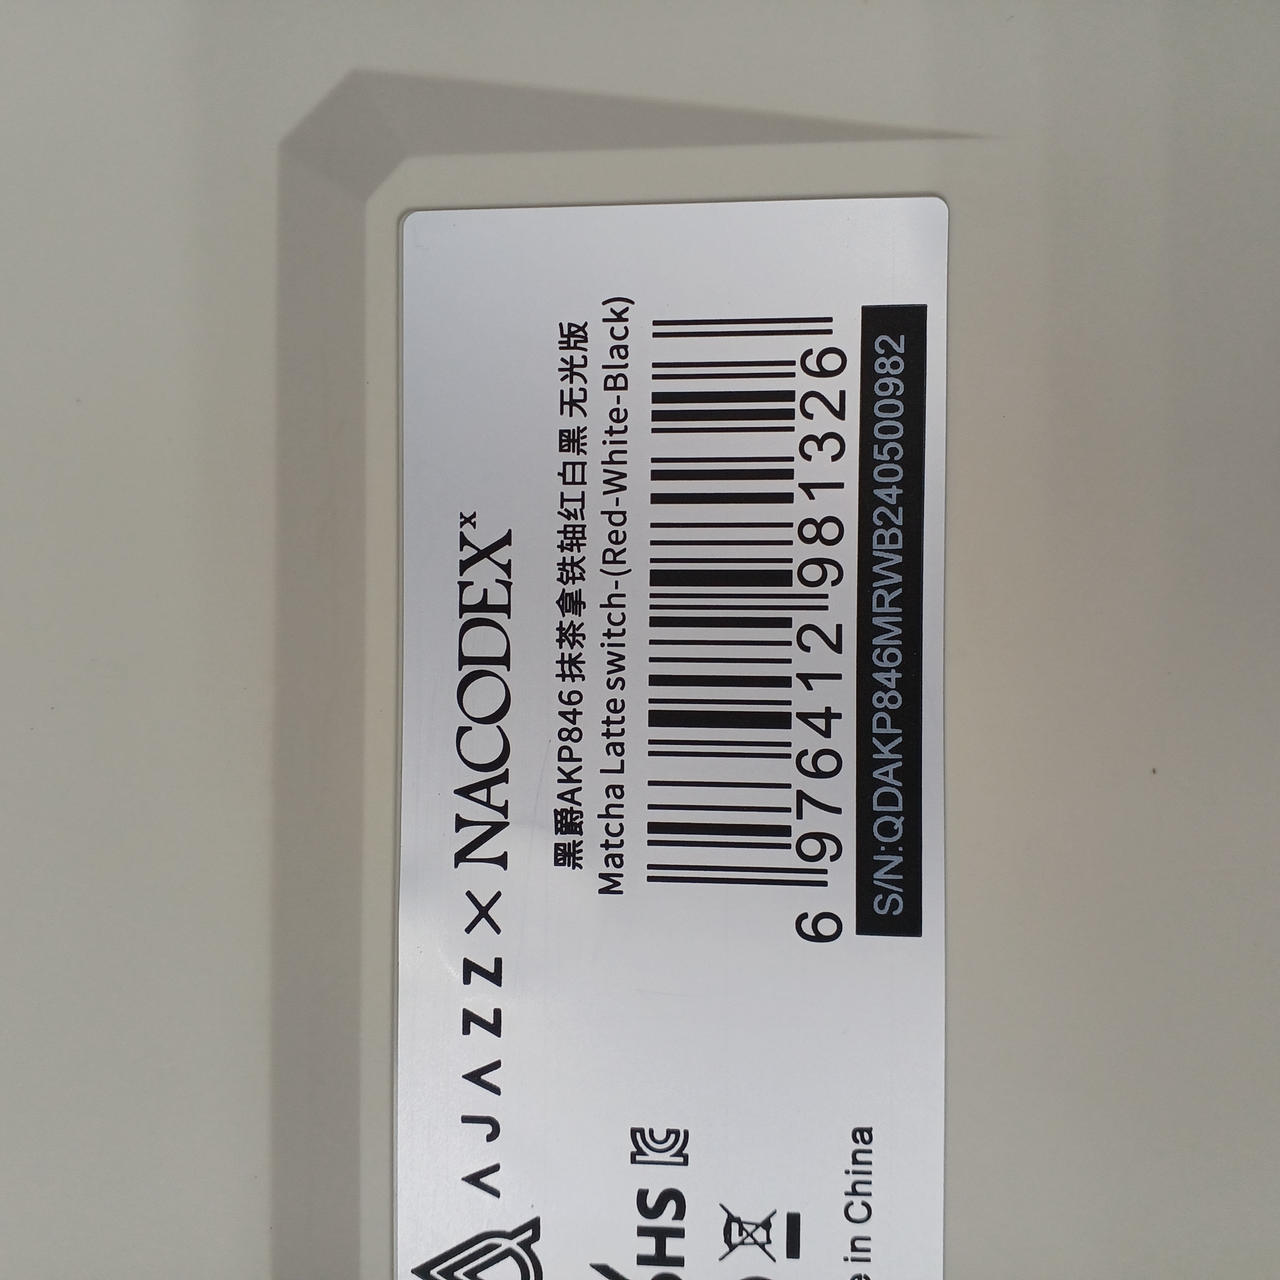 AJAZZ × NACODEXx
黑爵AKP846 抹茶拿铁轴红白黑 无光版
Matcha Latte switch-(Red-White-Black)
6 976412 981326
S/N:QDAKP846MRWB240500982
in China